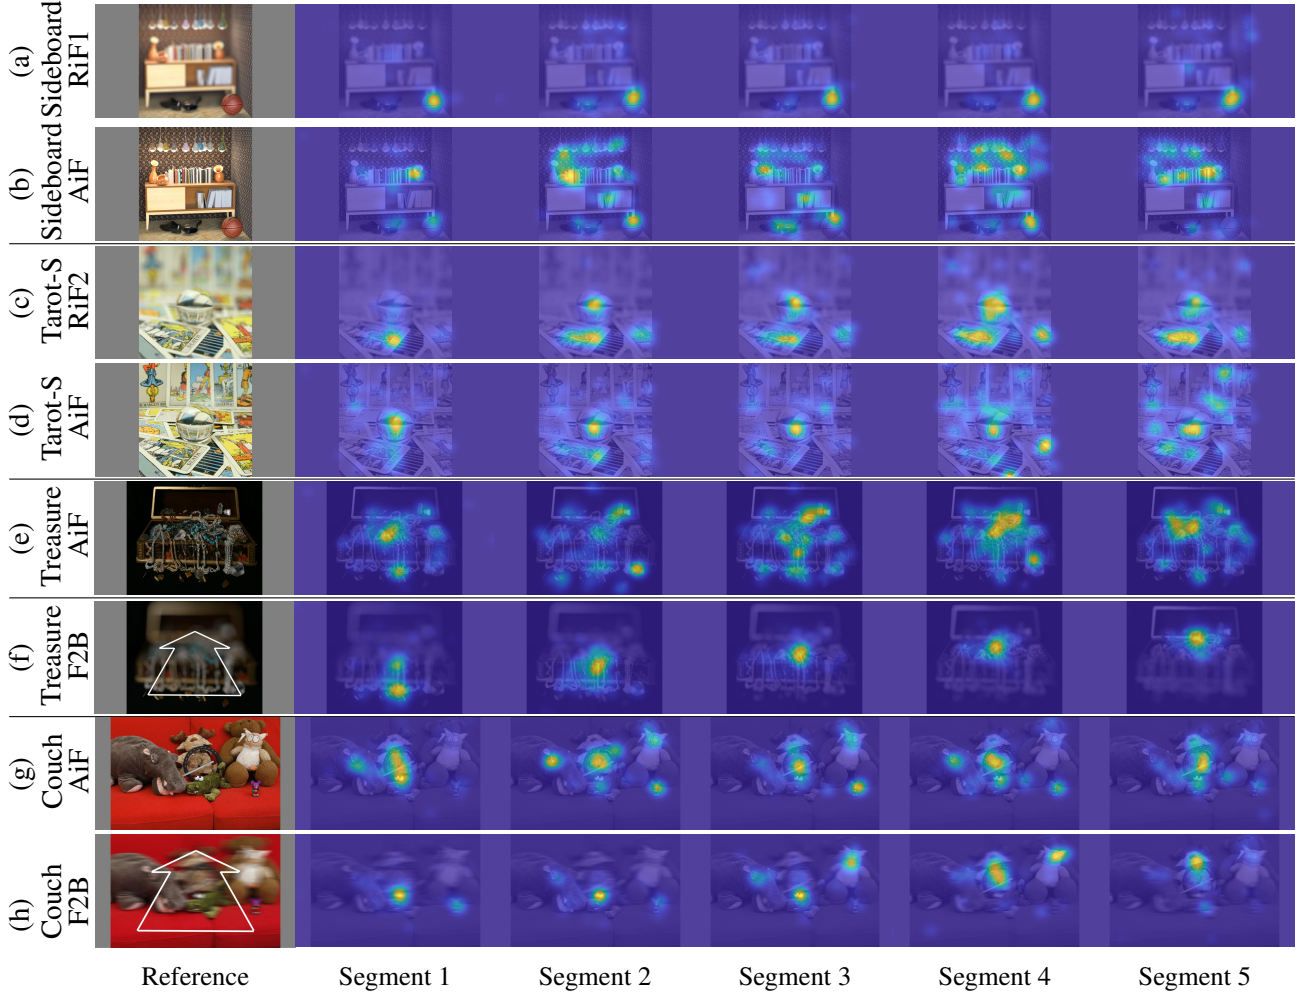 (a)
Sideboard
RiF1
(b)
Sideboard
AiF
(c)
Tarot-S
RiF2
(d)
Tarot-S
AiF
(e)
Treasure
AiF
(f)
Treasure
F2B
(g)
Couch
AiF
(h)
Couch
F2B
Reference Segment 1 Segment 2 Segment 3 Segment 4 Segment 5